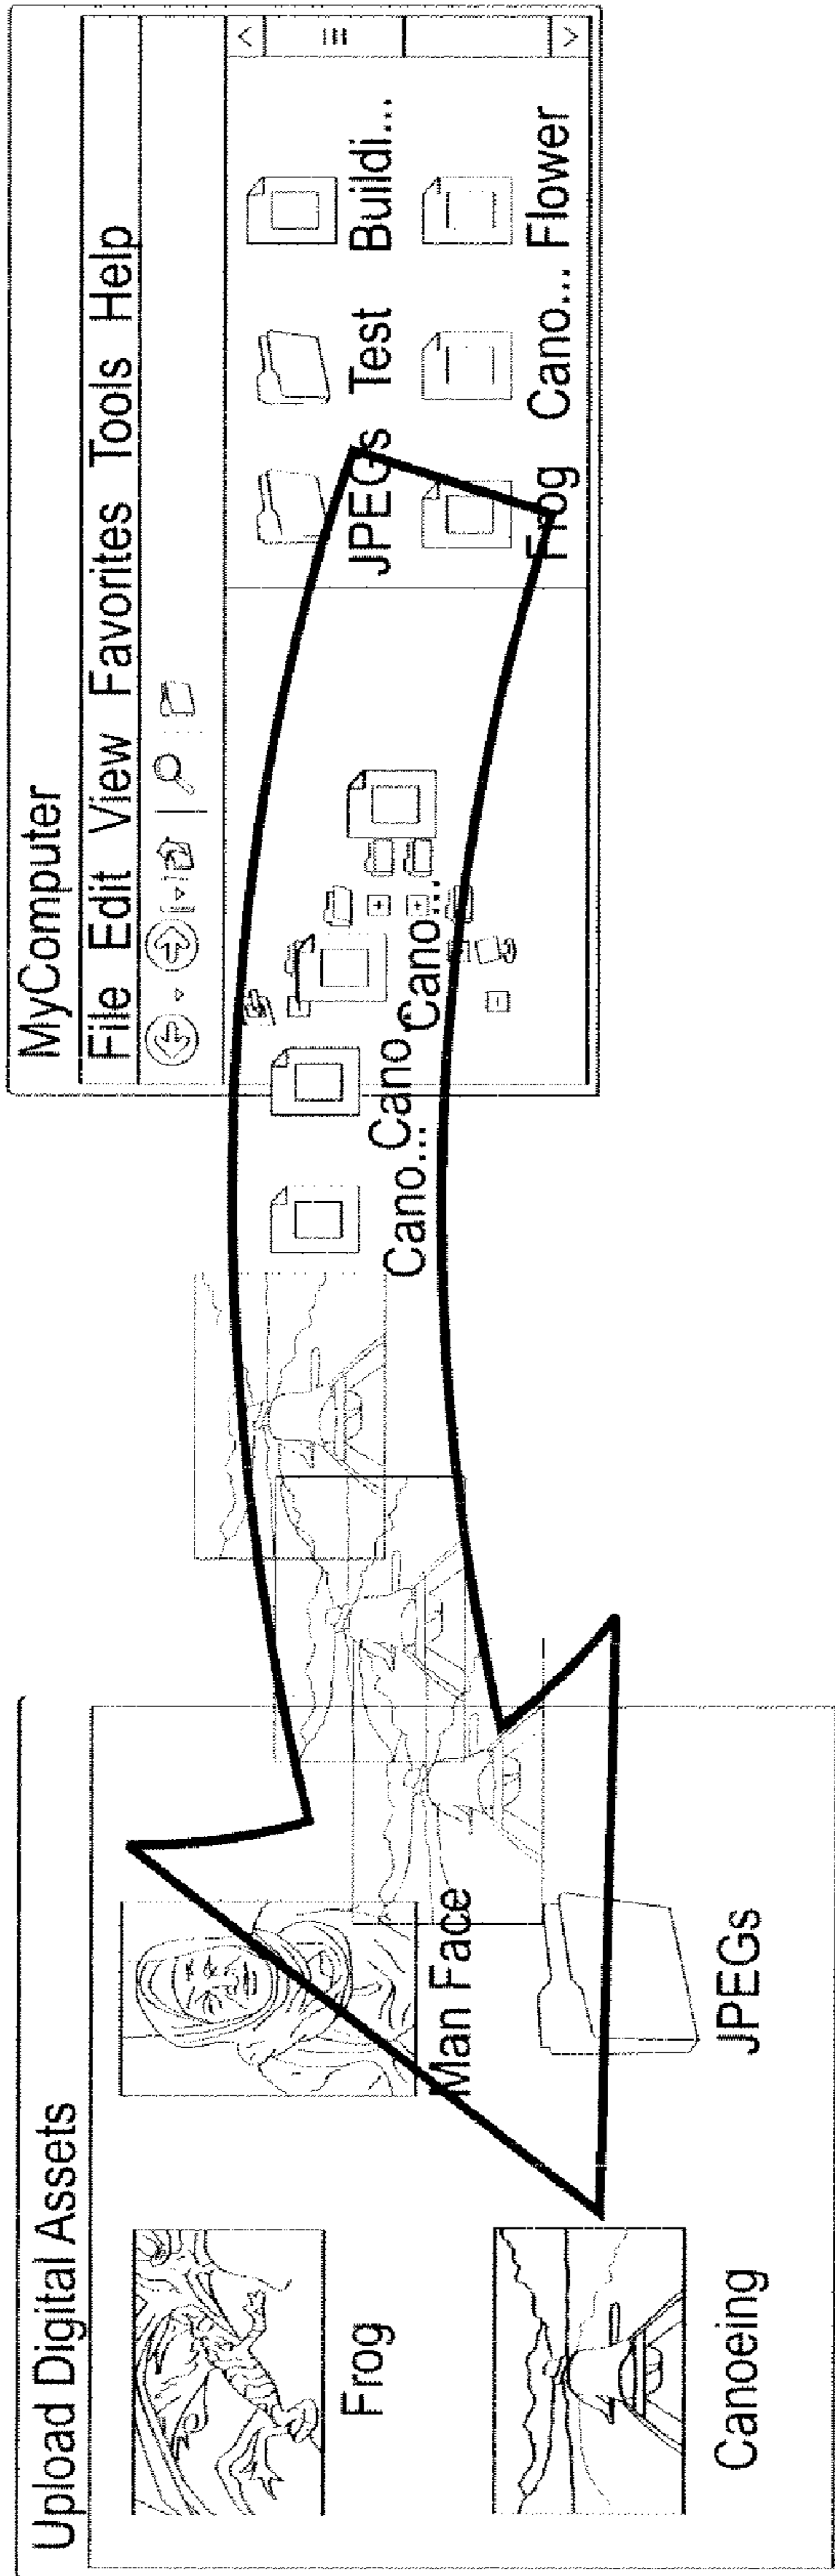 Upload Digital Assets
Frog
Man Face
Canoeing
JPEGs
MyComputer
File Edit View Favorites Tools Help
JPEGs Test Buildi...
Frog Cano... Flower
Cano...
Cano...
Cano...